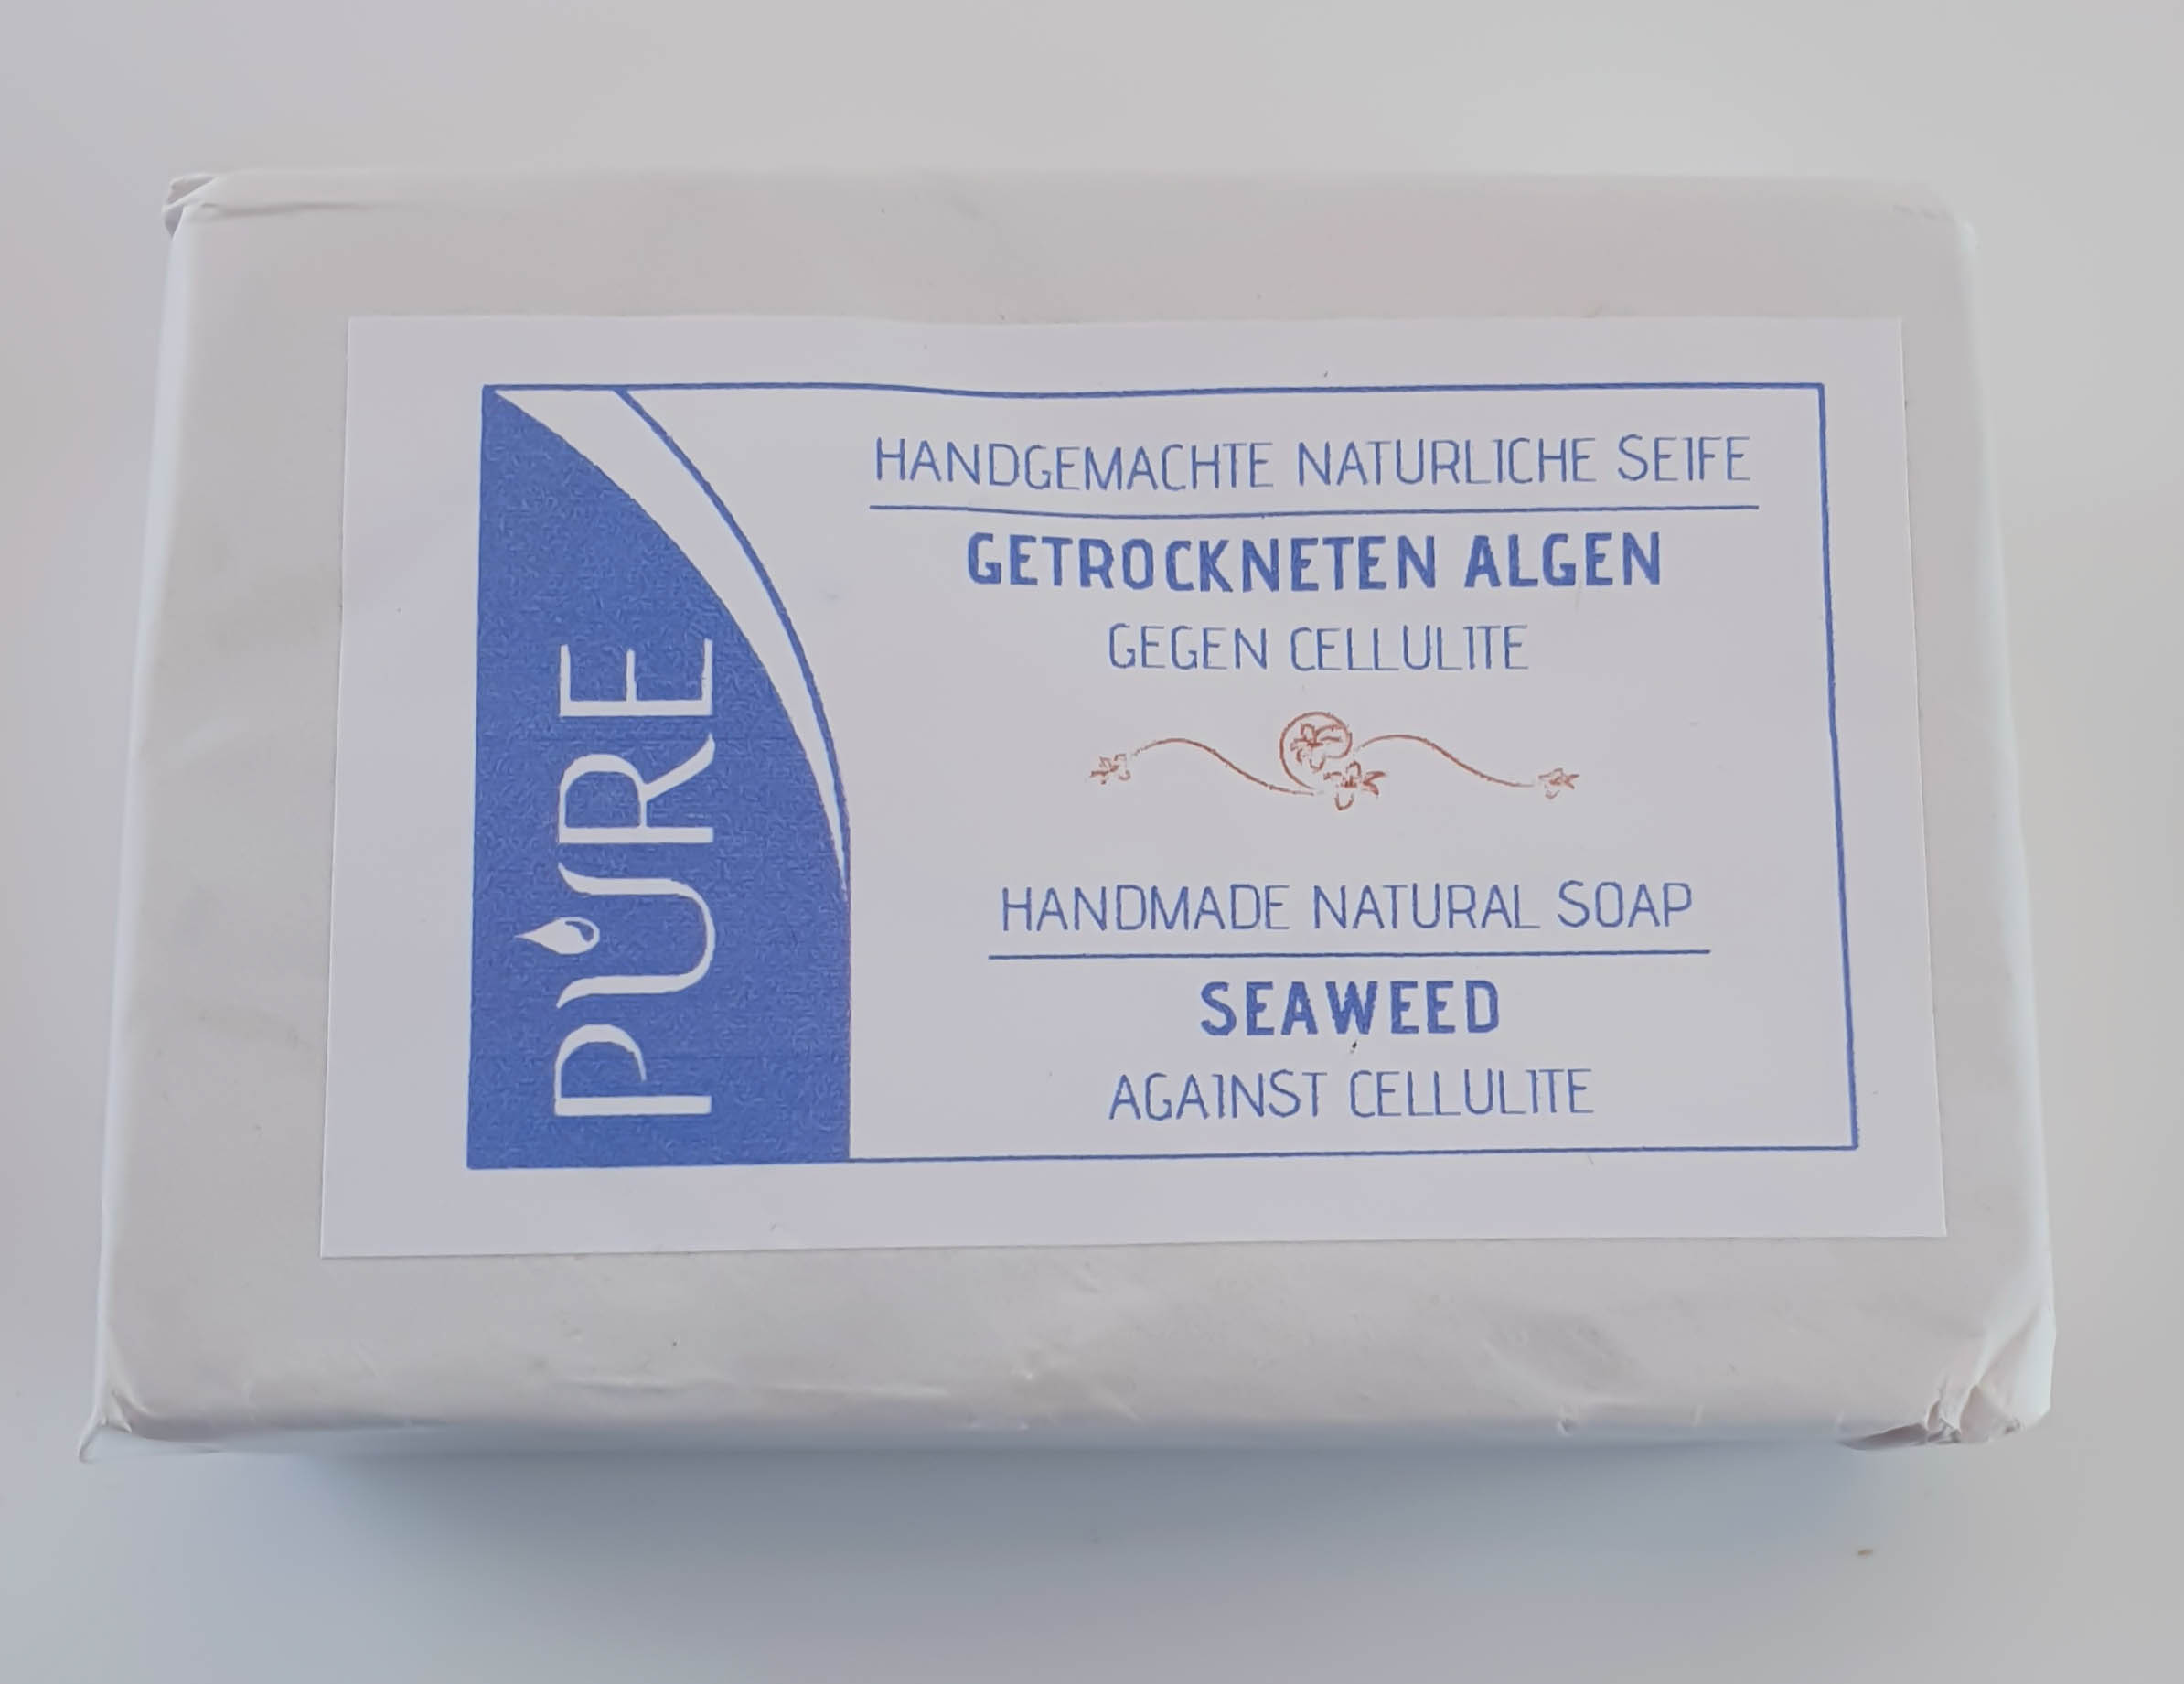 PURE
HANDGEMACHTE NATURLICHE SEIFE
GETROCKNETEN ALGEN
GEGEN CELLULITE
HANDMADE NATURAL SOAP
SEAWEED
AGAINST CELLULITE